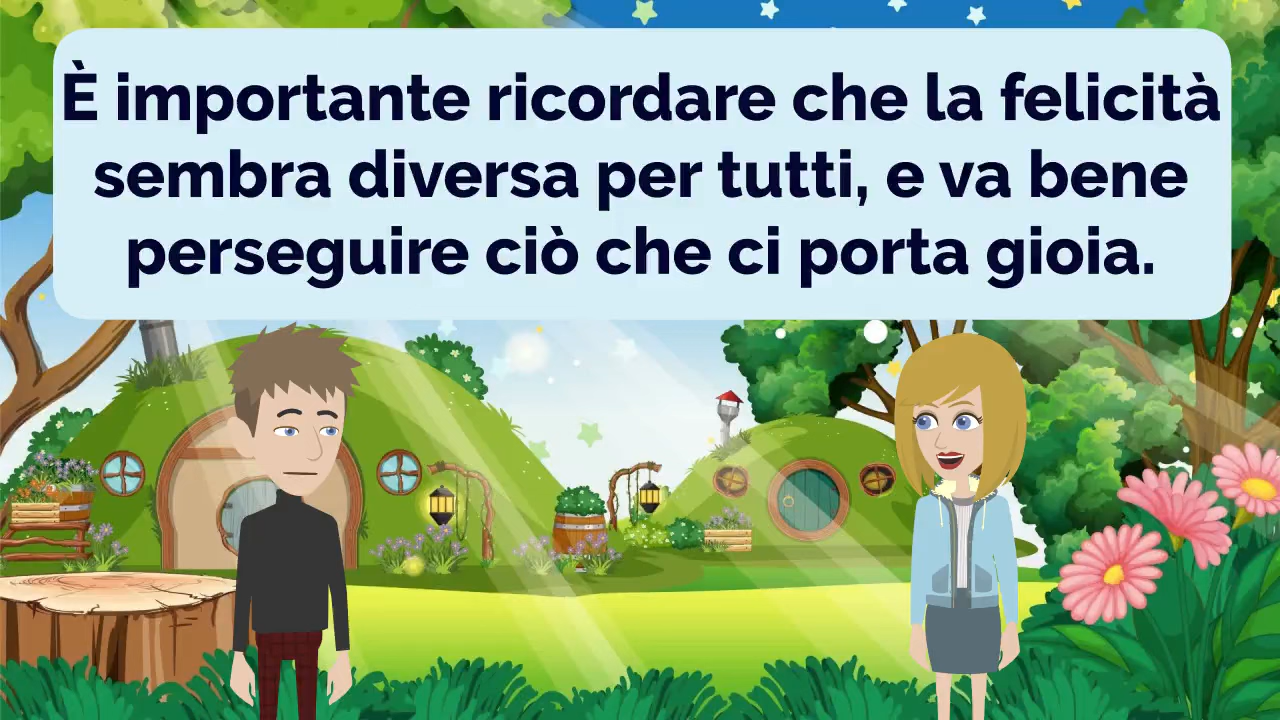 È importante ricordare che la felicità
sembra diversa per tutti, e va bene
perseguire ciò che ci porta gioia.